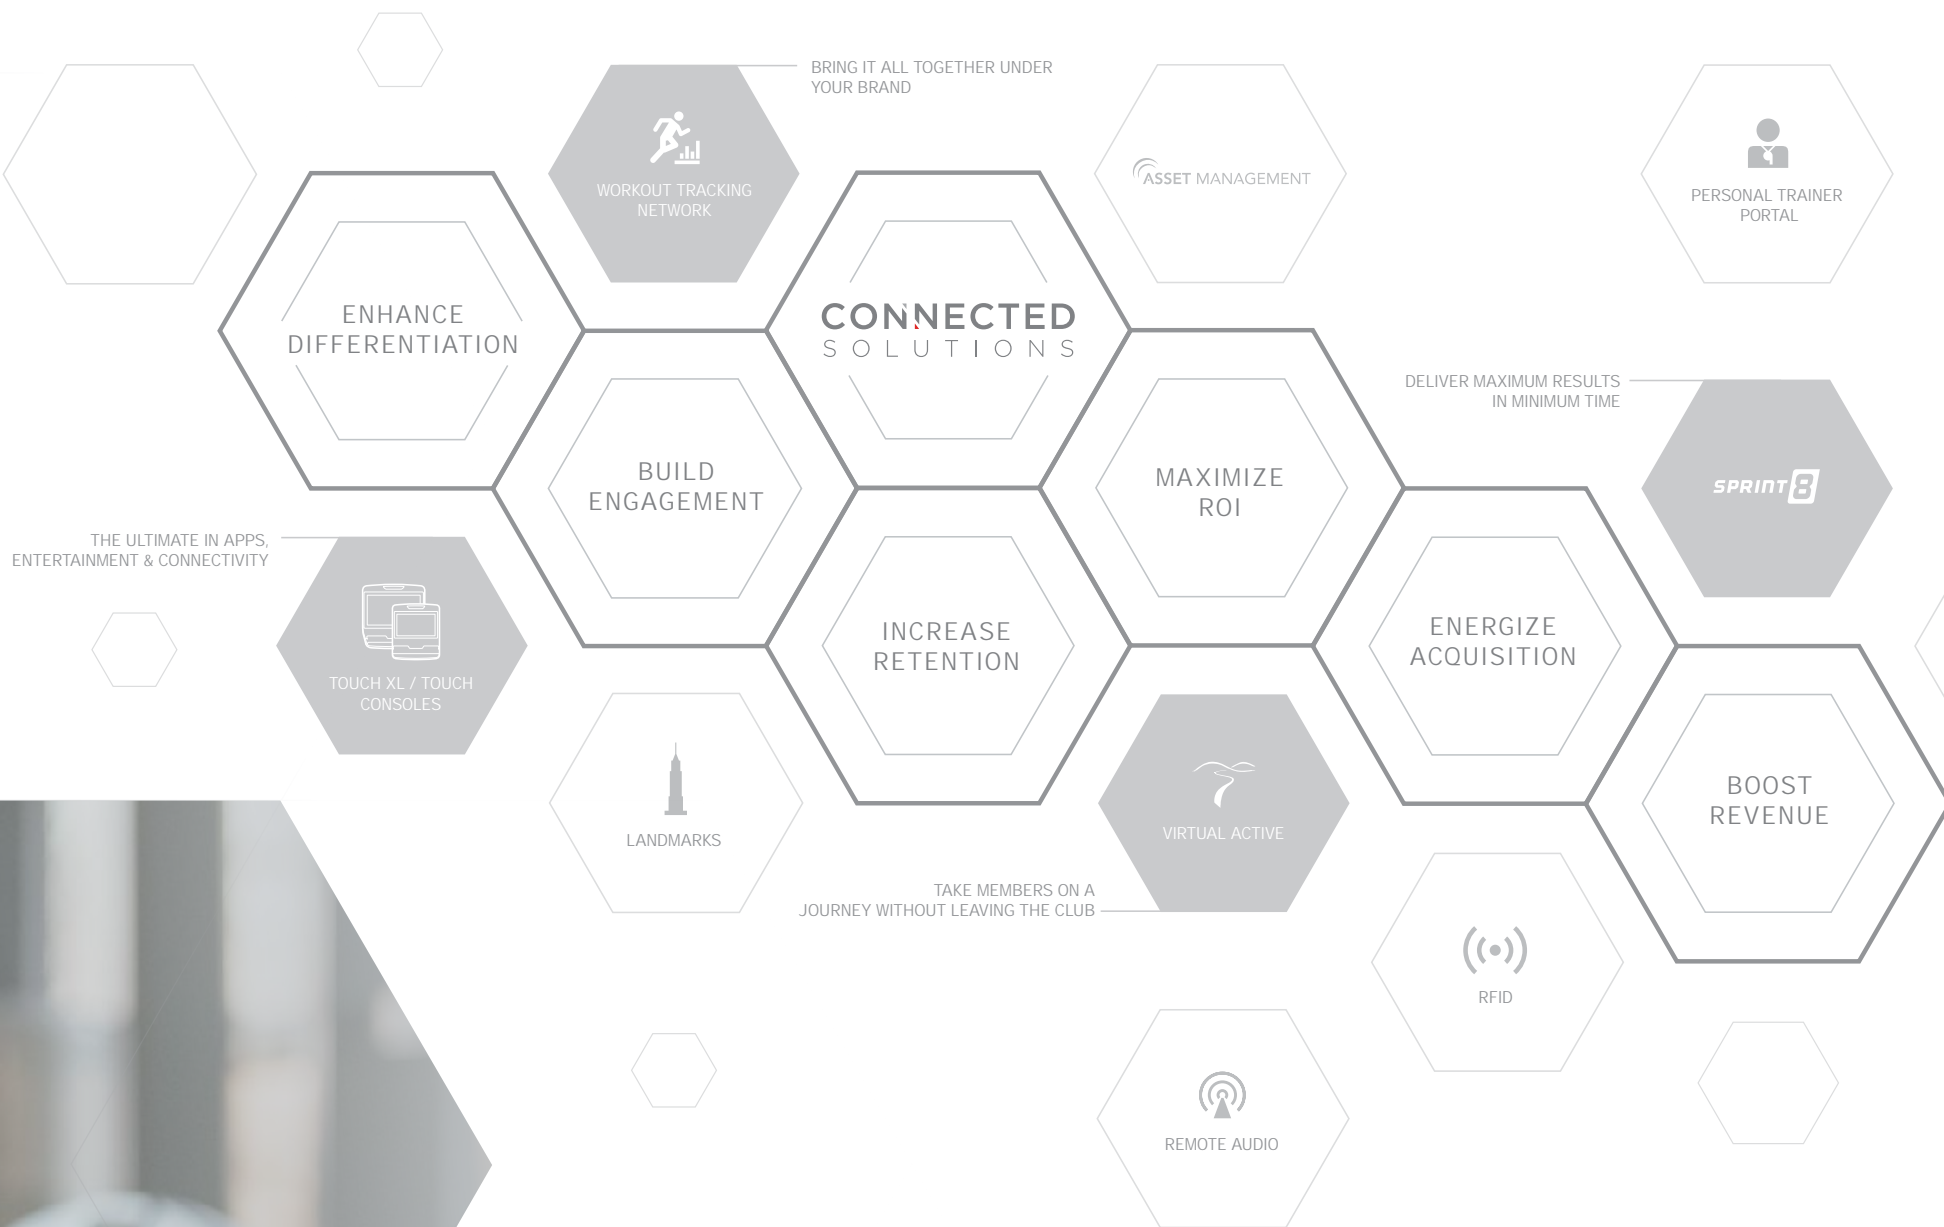 BRING IT ALL TOGETHER UNDER
YOUR BRAND
WORKOUT TRACKING
NETWORK
ASSET MANAGEMENT
PERSONAL TRAINER
PORTAL
ENHANCE
DIFFERENTIATION
CONNECTED
SOLUTIONS
DELIVER MAXIMUM RESULTS
IN MINIMUM TIME
BUILD
ENGAGEMENT
MAXIMIZE
ROI
SPRINT 8
THE ULTIMATE IN APPS,
ENTERTAINMENT & CONNECTIVITY
TOUCH XL / TOUCH
CONSOLES
INCREASE
RETENTION
ENERGIZE
ACQUISITION
LANDMARKS
VIRTUAL ACTIVE
BOOST
REVENUE
TAKE MEMBERS ON A
JOURNEY WITHOUT LEAVING THE CLUB
RFID
REMOTE AUDIO